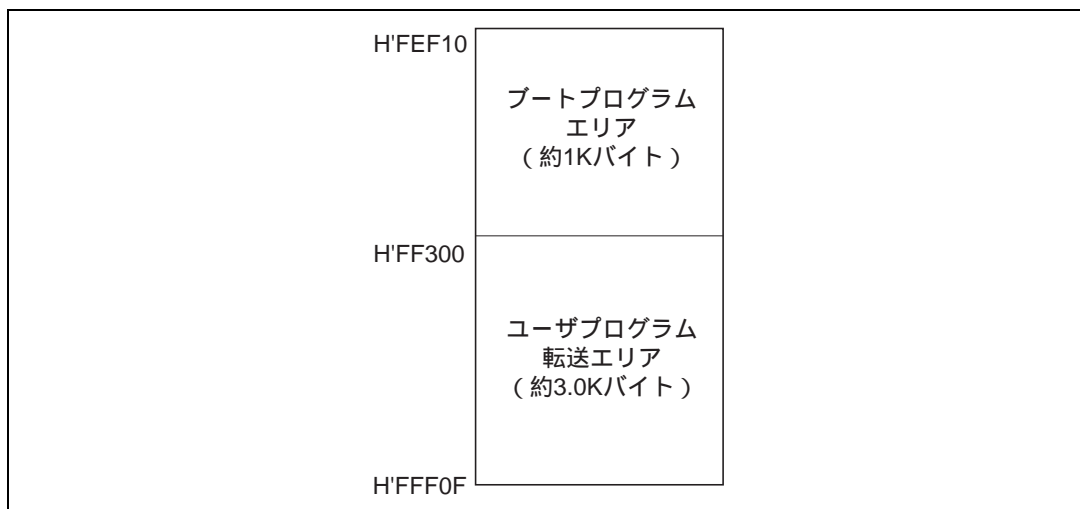 H'FEF10
ブートプログラム
エリア
（約1Kバイト）
H'FF300
ユーザプログラム
転送エリア
（約3.0Kバイト）
H'FFF0F